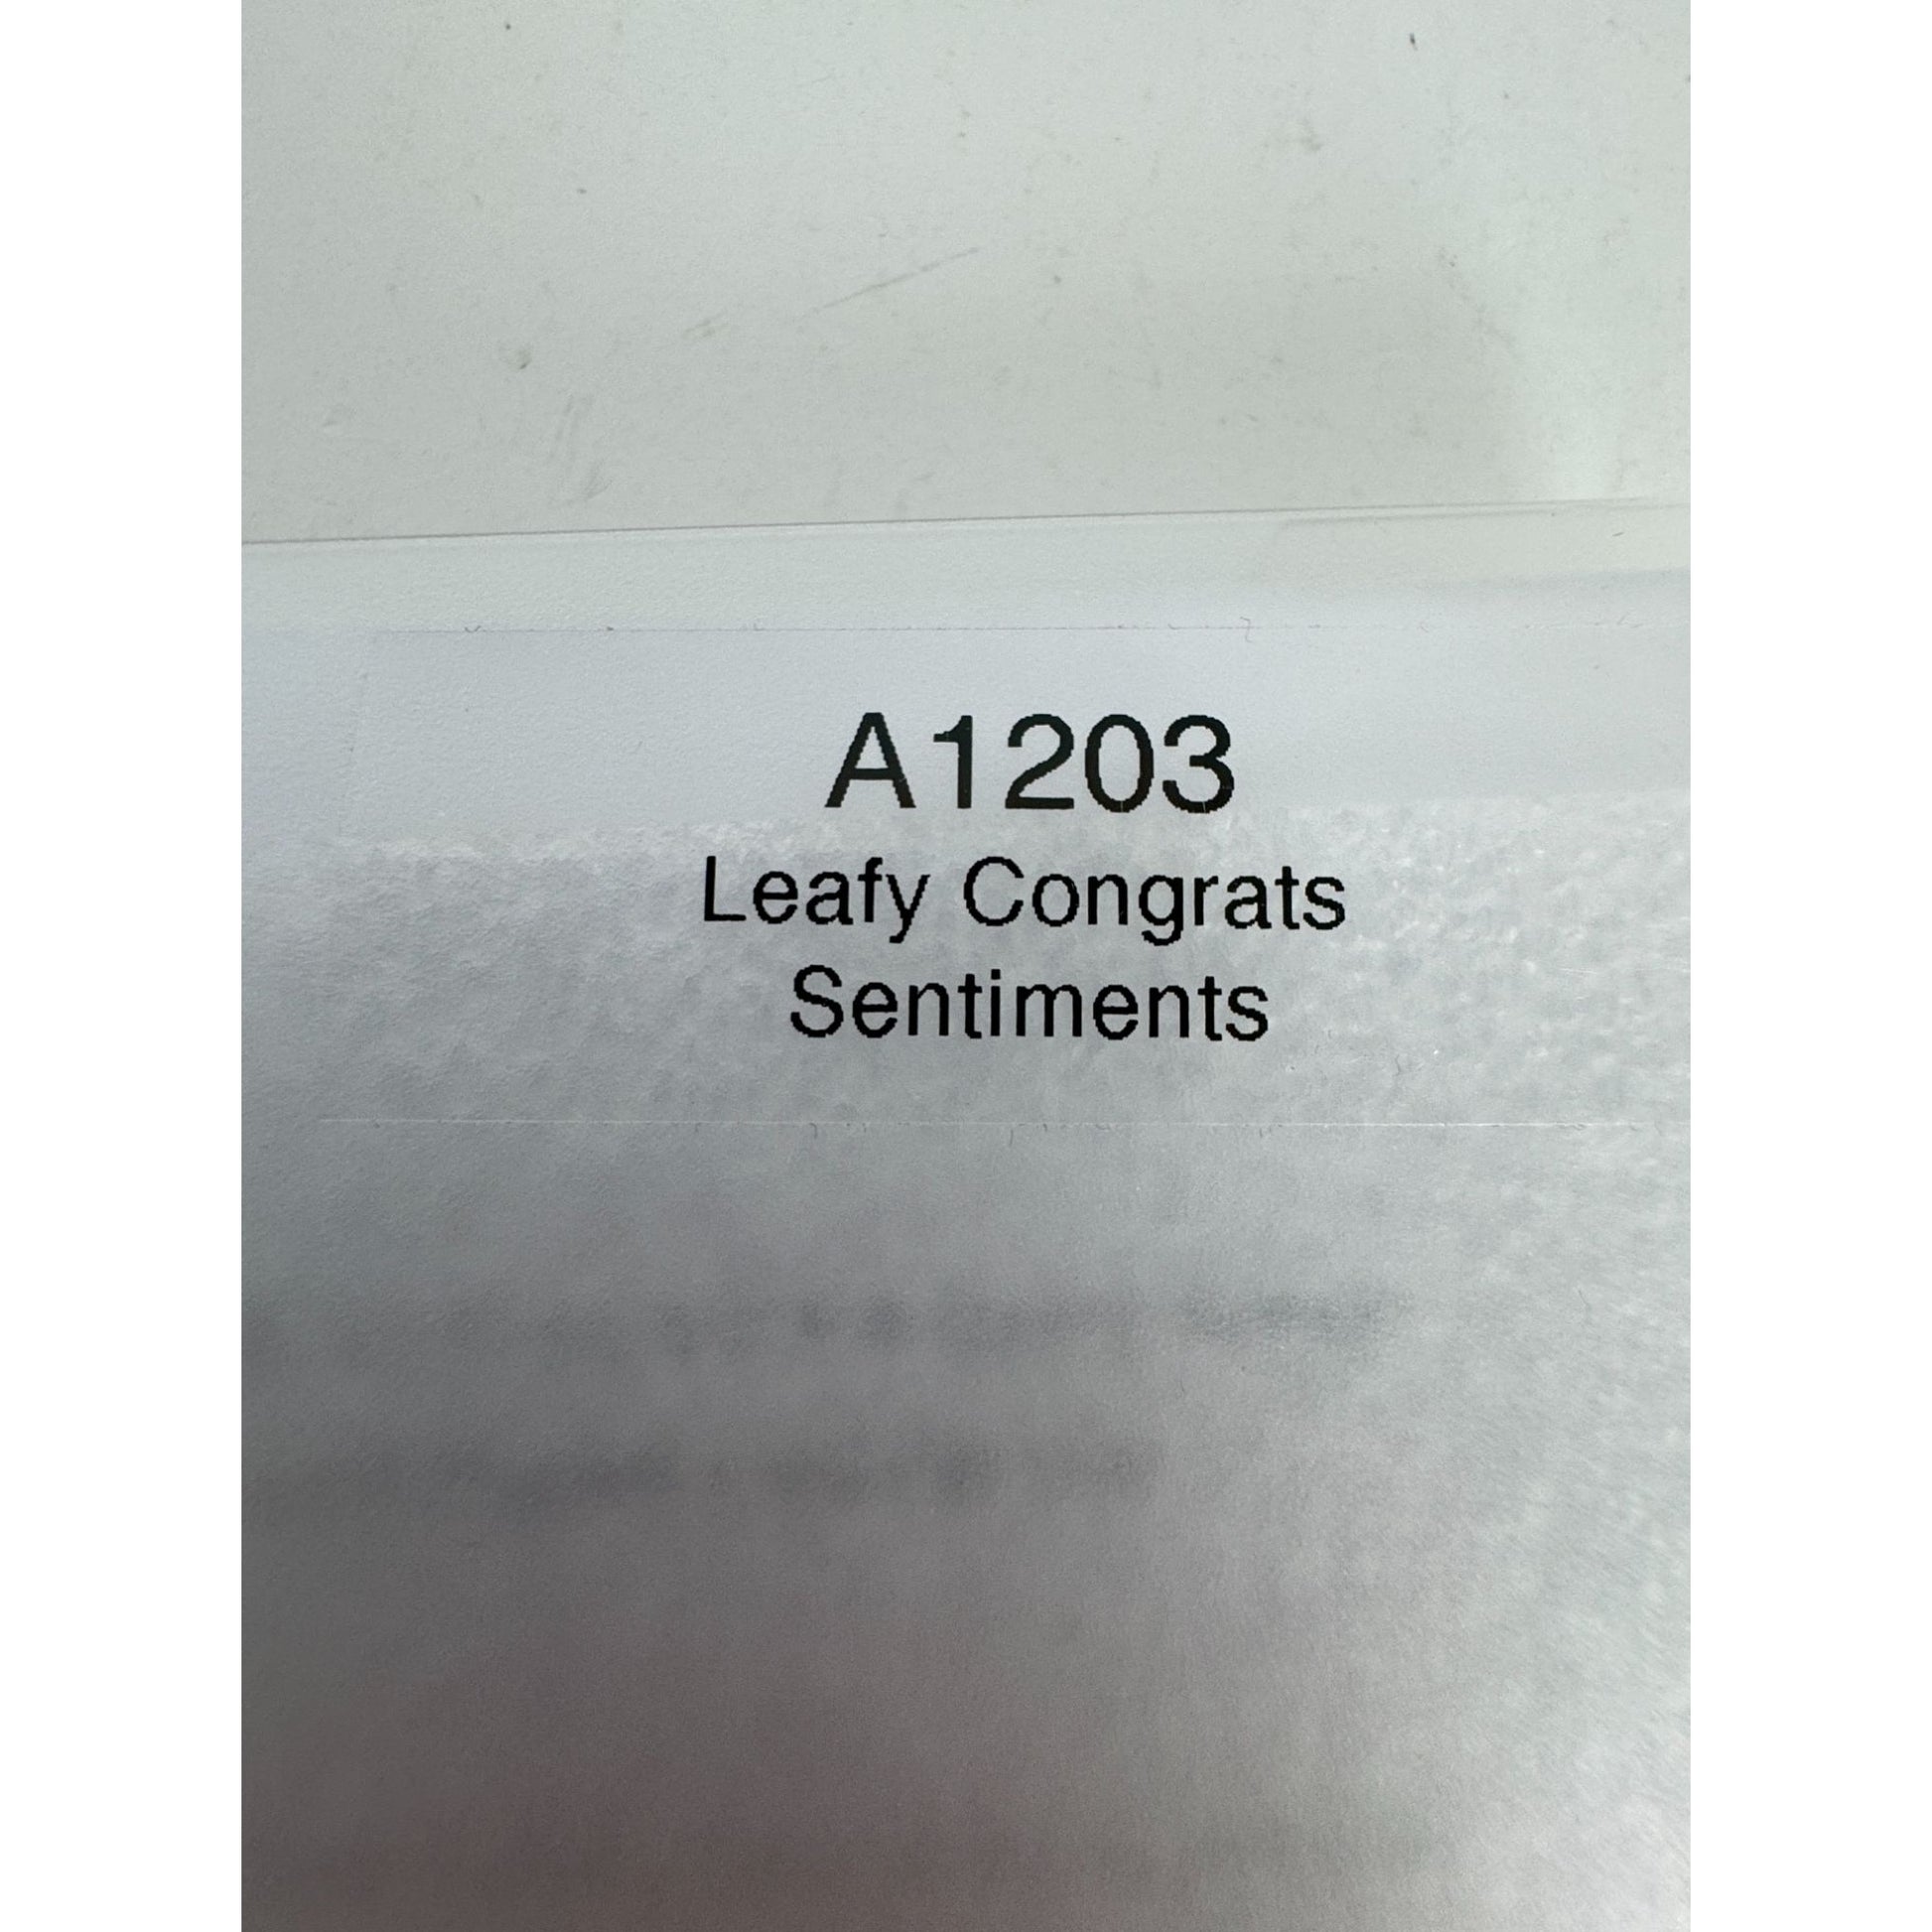 A1203
Leafy Congrats
Sentiments